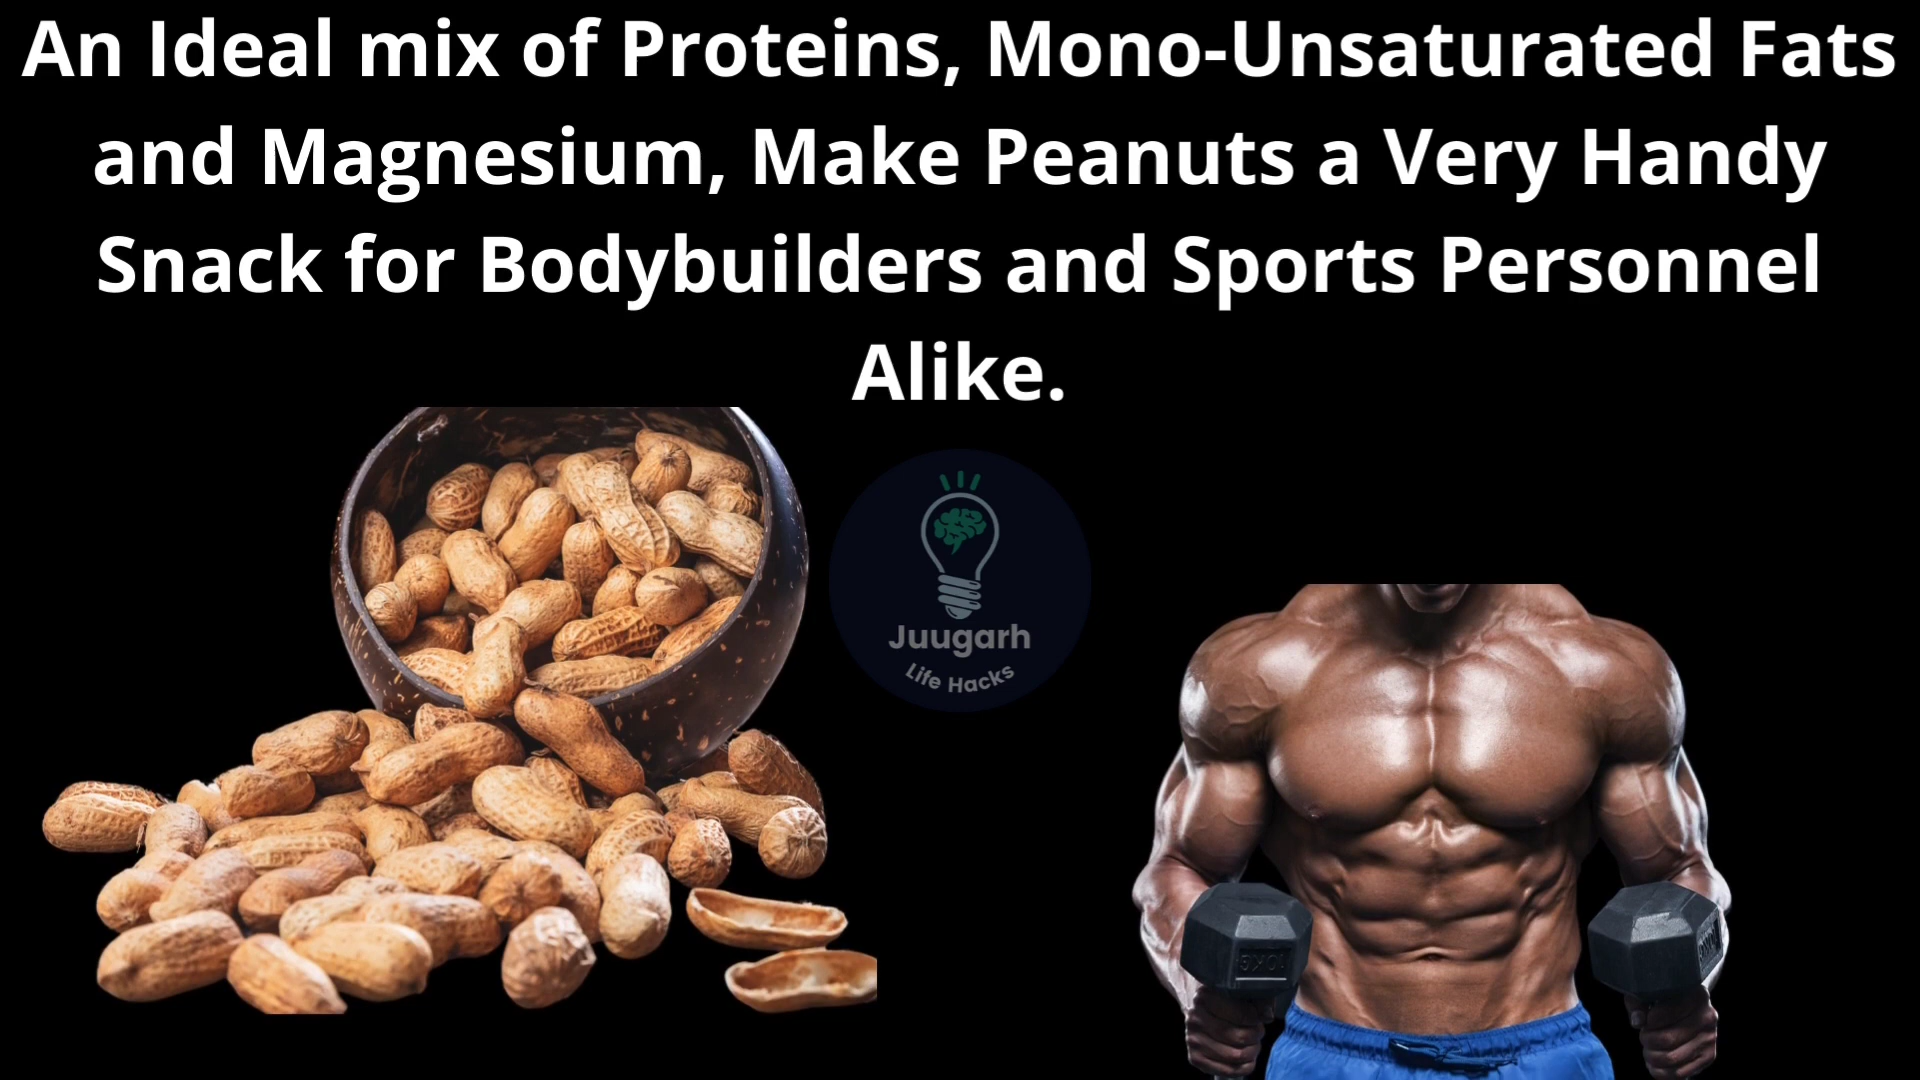 An Ideal mix of Proteins, Mono-Unsaturated Fats
and Magnesium, Make Peanuts a Very Handy
Snack for Bodybuilders and Sports Personnel
Alike.
Juugarh
Life Hacks